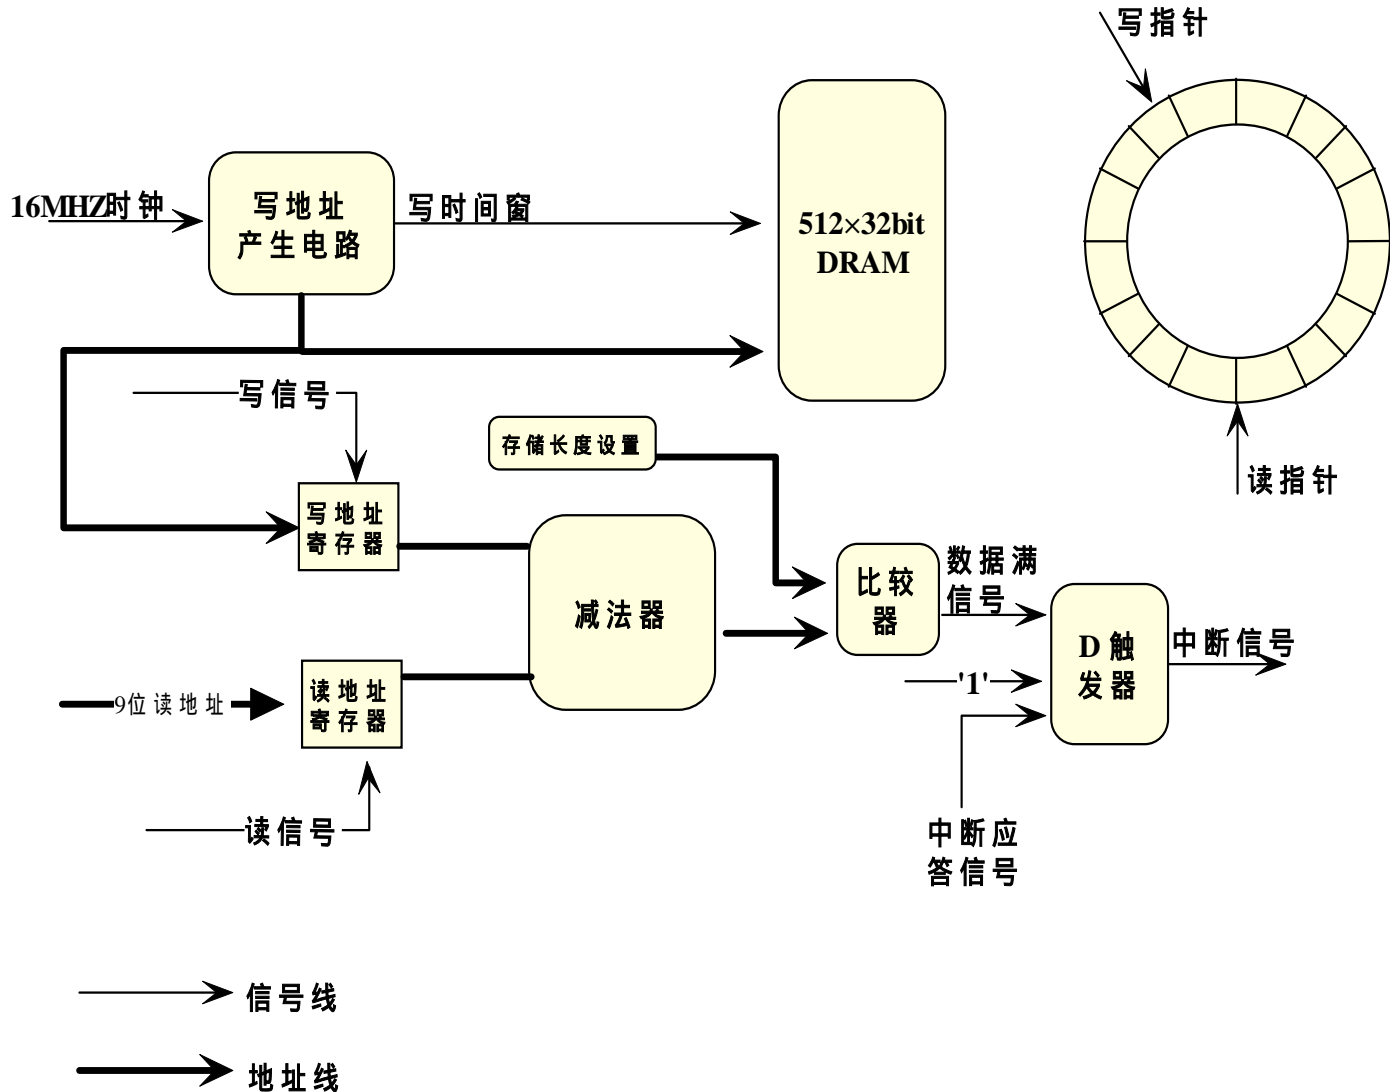 写指针
16MHZ时钟
写地址
产生电路
写时间窗
512×32bit
DRAM
写信号
存储长度设置
读指针
写地址
寄存器
减法器
比较
器
数据满
信号
D触
发器
中断信号
'1'
9位读地址
读地址
寄存器
读信号
中断应
答信号
信号线
地址线